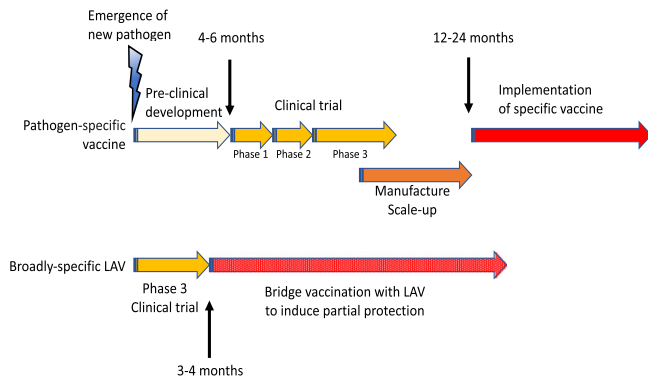 Emergence of
new pathogen
4-6 months
12-24 months
Pre-clinical
development
Clinical trial
Implementation
of specific vaccine
Pathogen-specific
vaccine
Phase 1
Phase 2
Phase 3
Manufacture
Scale-up
Broadly-specific LAV
Phase 3
Clinical trial
Bridge vaccination with LAV
to induce partial protection
3-4 months